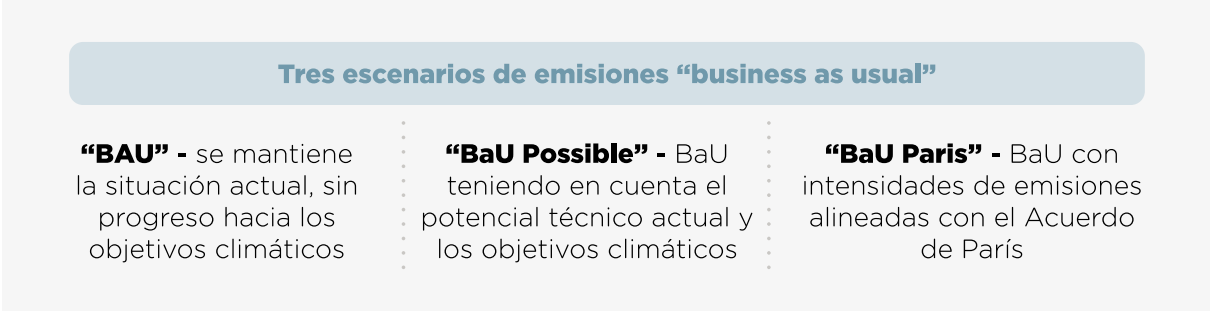 Tres escenarios de emisiones “business as usual”
“BAU” - se mantiene
la situación actual, sin
progreso hacia los
objetivos climáticos
“BaU Possible” - BaU
teniendo en cuenta el
potencial técnico actual y
los objetivos climáticos
“BaU Paris” - BaU con
intensidades de emisiones
alineadas con el Acuerdo
de París